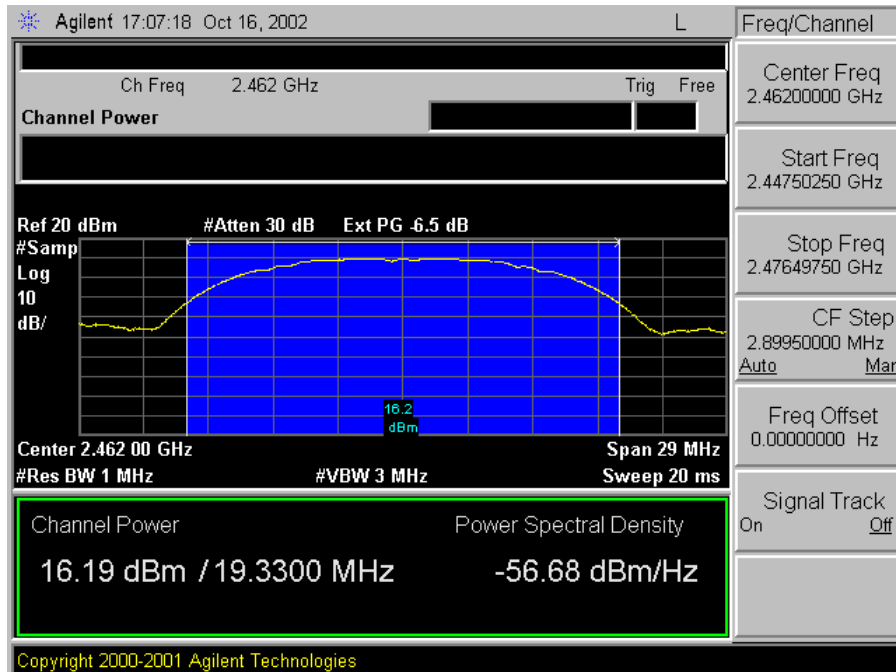 Agilent 17:07:18 Oct 16, 2002 L
Freq/Channel
Ch Freq 2.462 GHz Trig Free
Channel Power
Center Freq
2.46200000 GHz
Start Freq
2.44750250 GHz
Stop Freq
2.47649750 GHz
CF Step
2.89950000 MHz
Auto Man
Freq Offset
0.00000000 Hz
Signal Track
On Off
Ref 20 dBm #Atten 30 dB Ext PG -6.5 dB
#Samp
Log
10
dB/
16.2
dBm
Center 2.462 00 GHz Span 29 MHz
#Res BW 1 MHz #VBW 3 MHz Sweep 20 ms
Channel Power Power Spectral Density
16.19 dBm / 19.3300 MHz -56.68 dBm/Hz
Copyright 2000-2001 Agilent Technologies